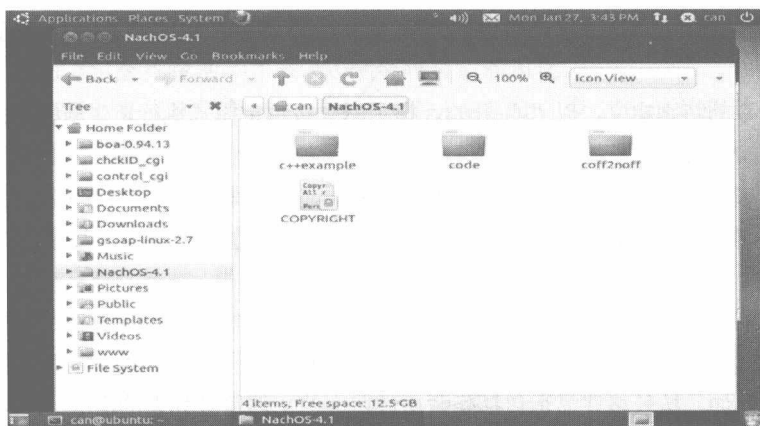 Applications Places System Mon Jan 27, 3:43 PM can
NachOS-4.1
File Edit View Go Bookmarks Help
Back Forward 100% Icon View
Tree can NachOS-4.1
Home Folder
boa-0.94.13
chckID_cgi
control_cgi
Desktop
Documents
Downloads
gsoap-linux-2.7
Music
NachOS-4.1
Pictures
Public
Templates
Videos
www
File System
c++example code coff2noff
Copyr
All r
COPYRIGHT
4 items, Free space: 12.5 GB
can@ubuntu: ~ NachOS-4.1